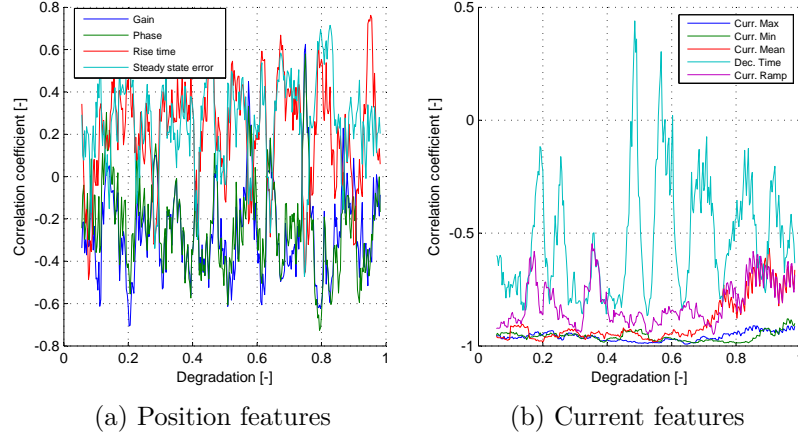 0.8
0.6
0.4
0.2
0
-0.2
-0.4
-0.6
-0.8
Correlation coefficient [-]
0
0.2
0.4
0.6
0.8
1
Degradation [-]
Gain
Phase
Rise time
Steady state error
(a) Position features
0.5
0
-0.5
-1
Correlation coefficient [-]
0.2
0.4
0.6
0.8
Degradation [-]
Curr. Max
Curr. Min
Curr. Mean
Dec. Time
Curr. Ramp
(b) Current features